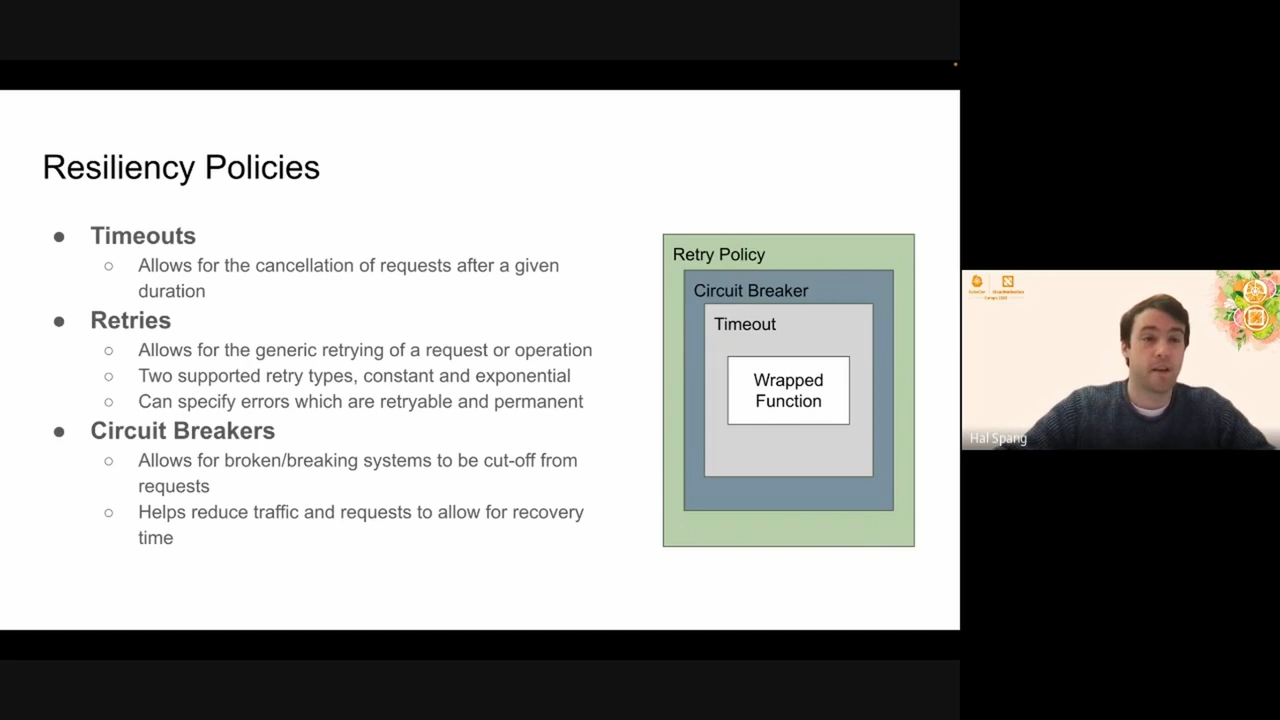 Resiliency Policies
● Timeouts
○ Allows for the cancellation of requests after a given
duration
● Retries
○ Allows for the generic retrying of a request or operation
○ Two supported retry types, constant and exponential
○ Can specify errors which are retryable and permanent
● Circuit Breakers
○ Allows for broken/breaking systems to be cut-off from
requests
○ Helps reduce traffic and requests to allow for recovery
time
Retry Policy
Circuit Breaker
Timeout
Wrapped
Function
KubeCon
CloudNativeCon
Hal Spang